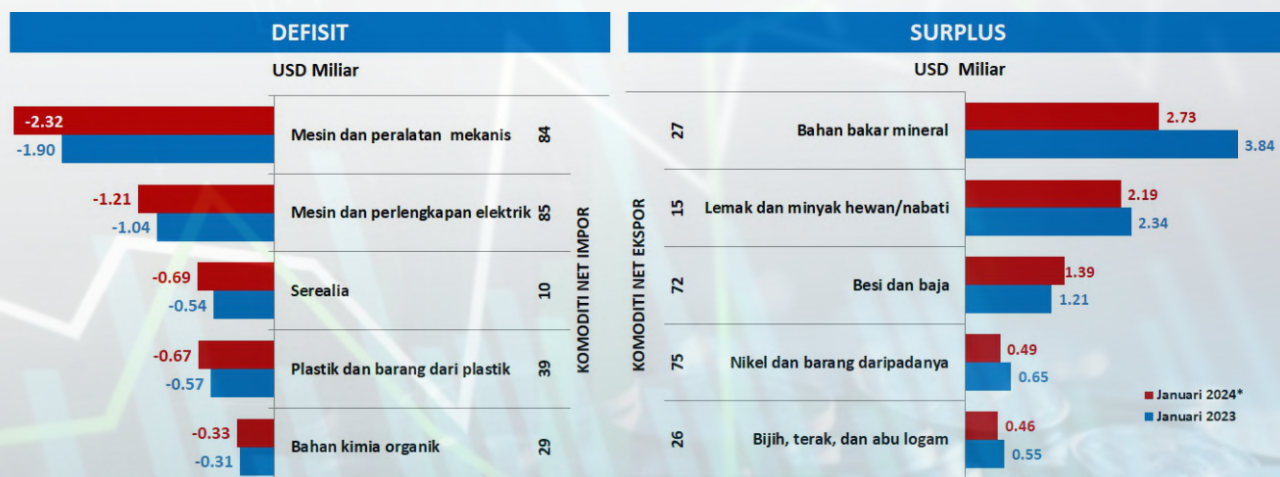 DEFISIT
USD Miliar
-2.32
-1.90
Mesin dan peralatan mekanis
84
-1.21
-1.04
Mesin dan perlengkapan elektrik
85
-0.69
-0.54
Serealia
10
-0.67
-0.57
Plastik dan barang dari plastik
39
-0.33
-0.31
Bahan kimia organik
29
KOMODITI NET IMPOR
SURPLUS
USD Miliar
KOMODITI NET EKSPOR
27
Bahan bakar mineral
2.73
3.84
15
Lemak dan minyak hewan/nabati
2.19
2.34
72
Besi dan baja
1.39
1.21
75
Nikel dan barang daripadanya
0.49
0.65
26
Bijih, terak, dan abu logam
0.46
0.55
Januari 2024*
Januari 2023